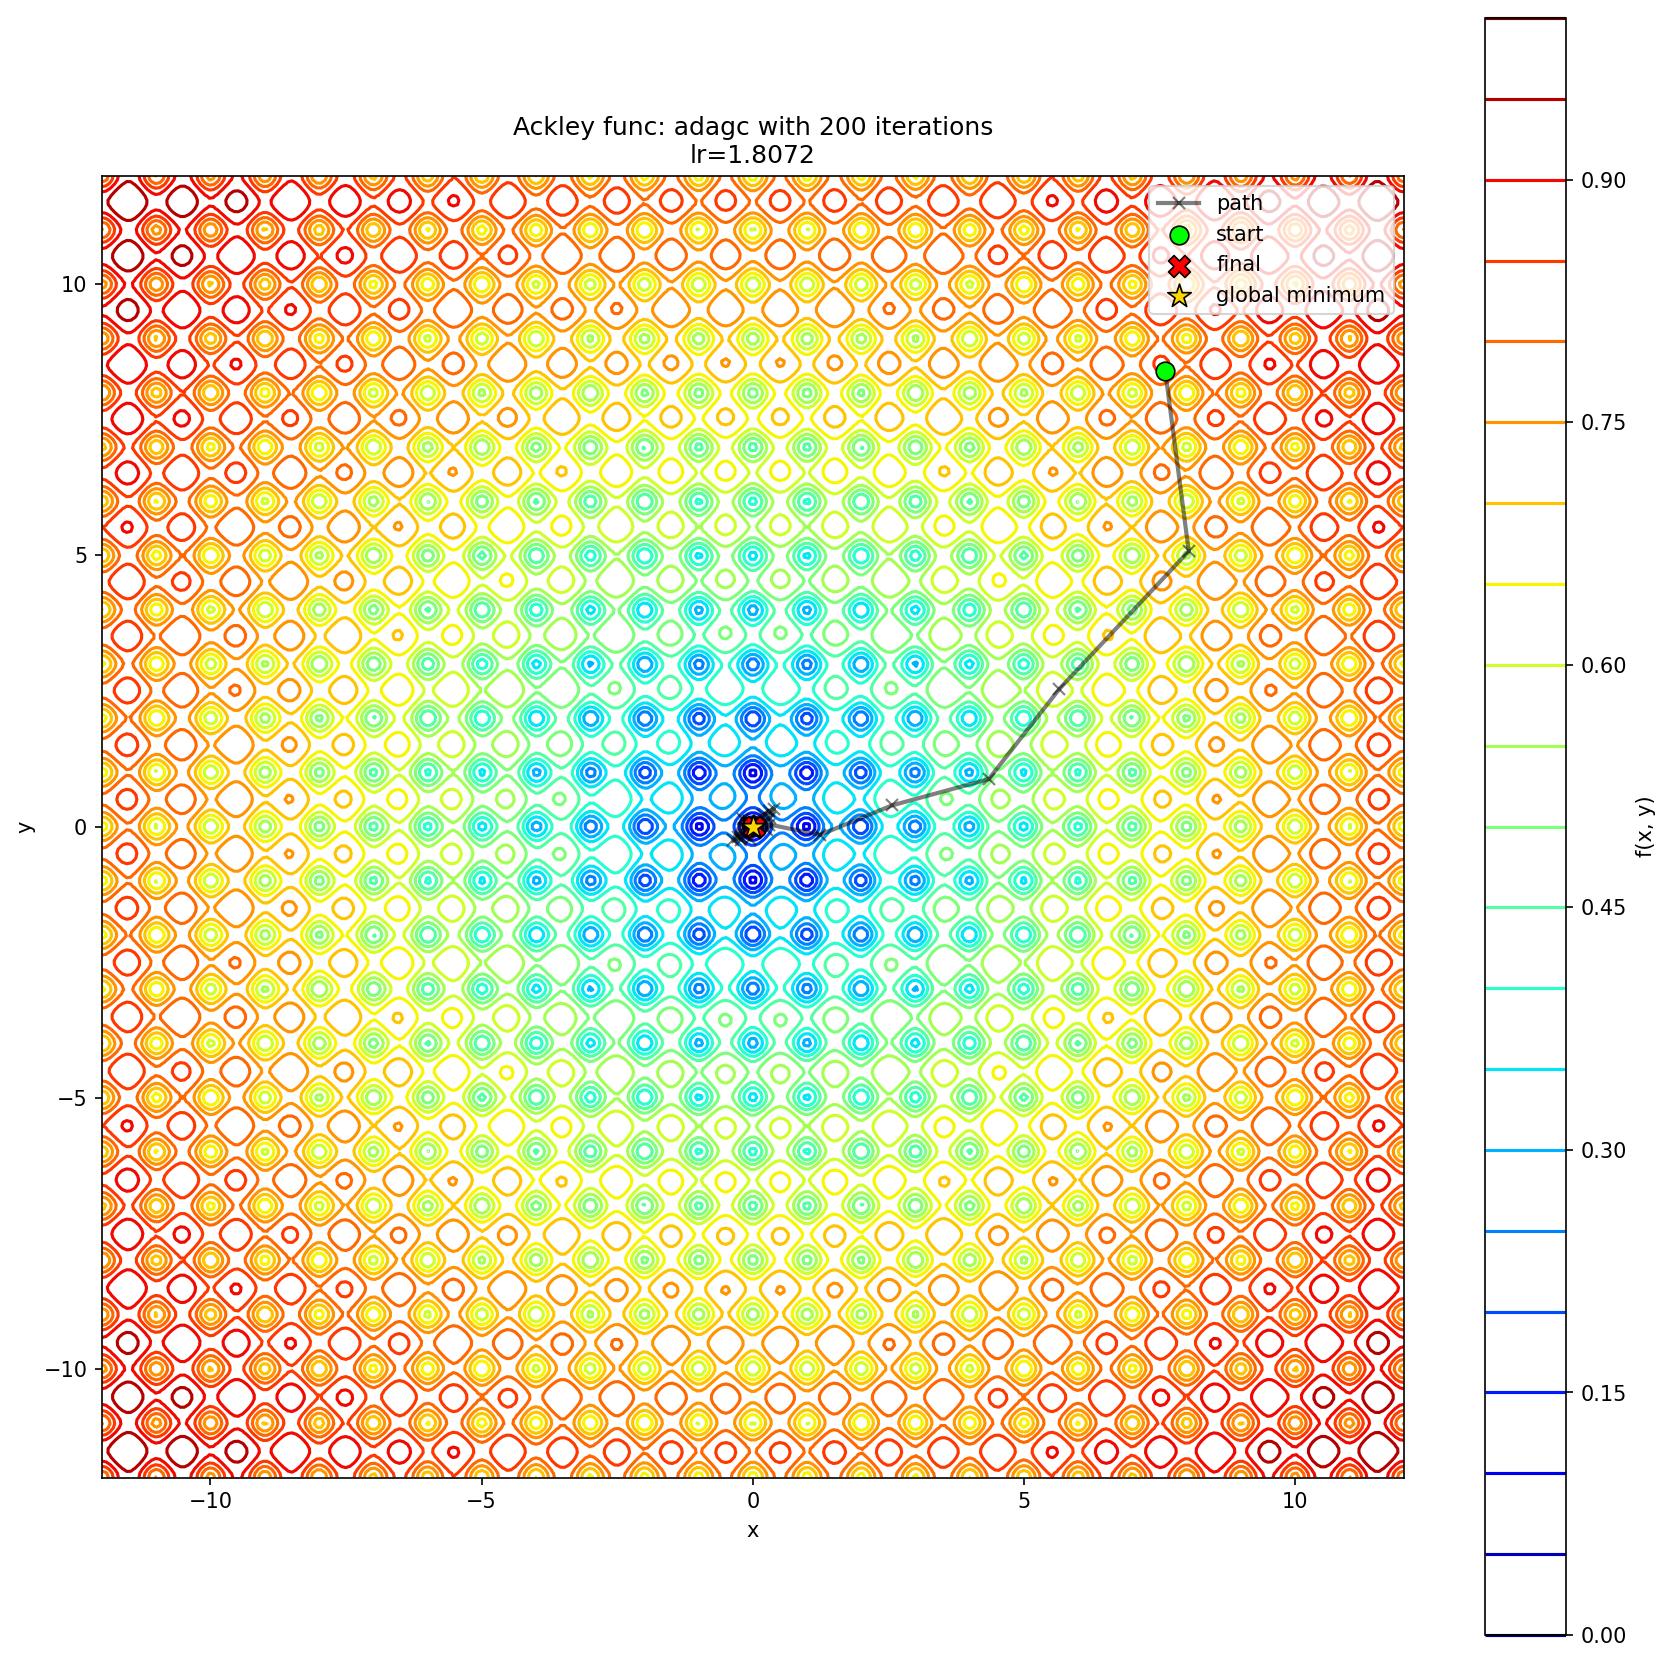 Ackley func: adagc with 200 iterations
lr=1.8072
path
start
final
global minimum
10
5
0
−5
−10
y
−10
−5
0
5
10
x
0.90
0.75
0.60
0.45
0.30
0.15
0.00
f(x, y)